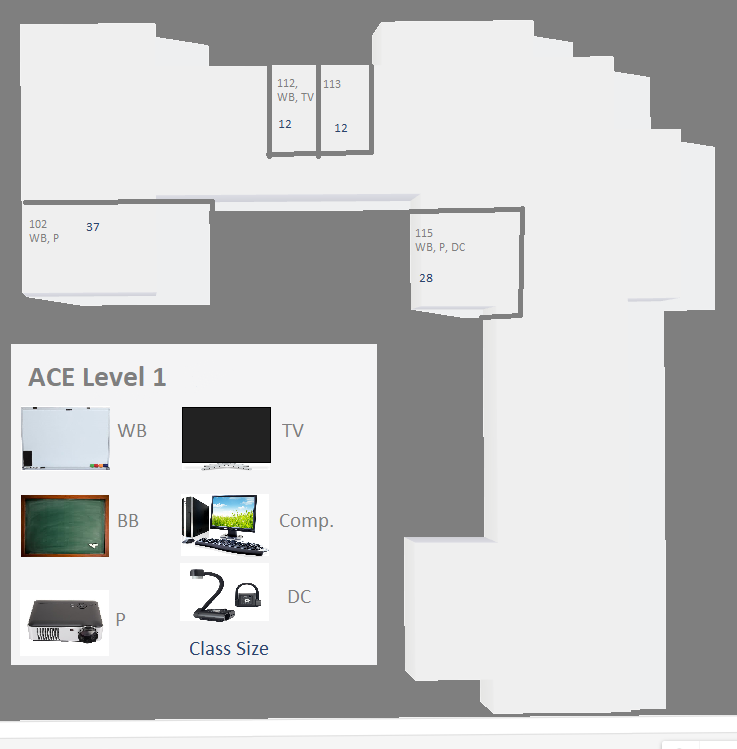 112,
WB, TV
12
113
12
102
WB, P
37
115
WB, P, DC
28
ACE Level 1
WB
TV
BB
Comp.
P
DC
Class Size